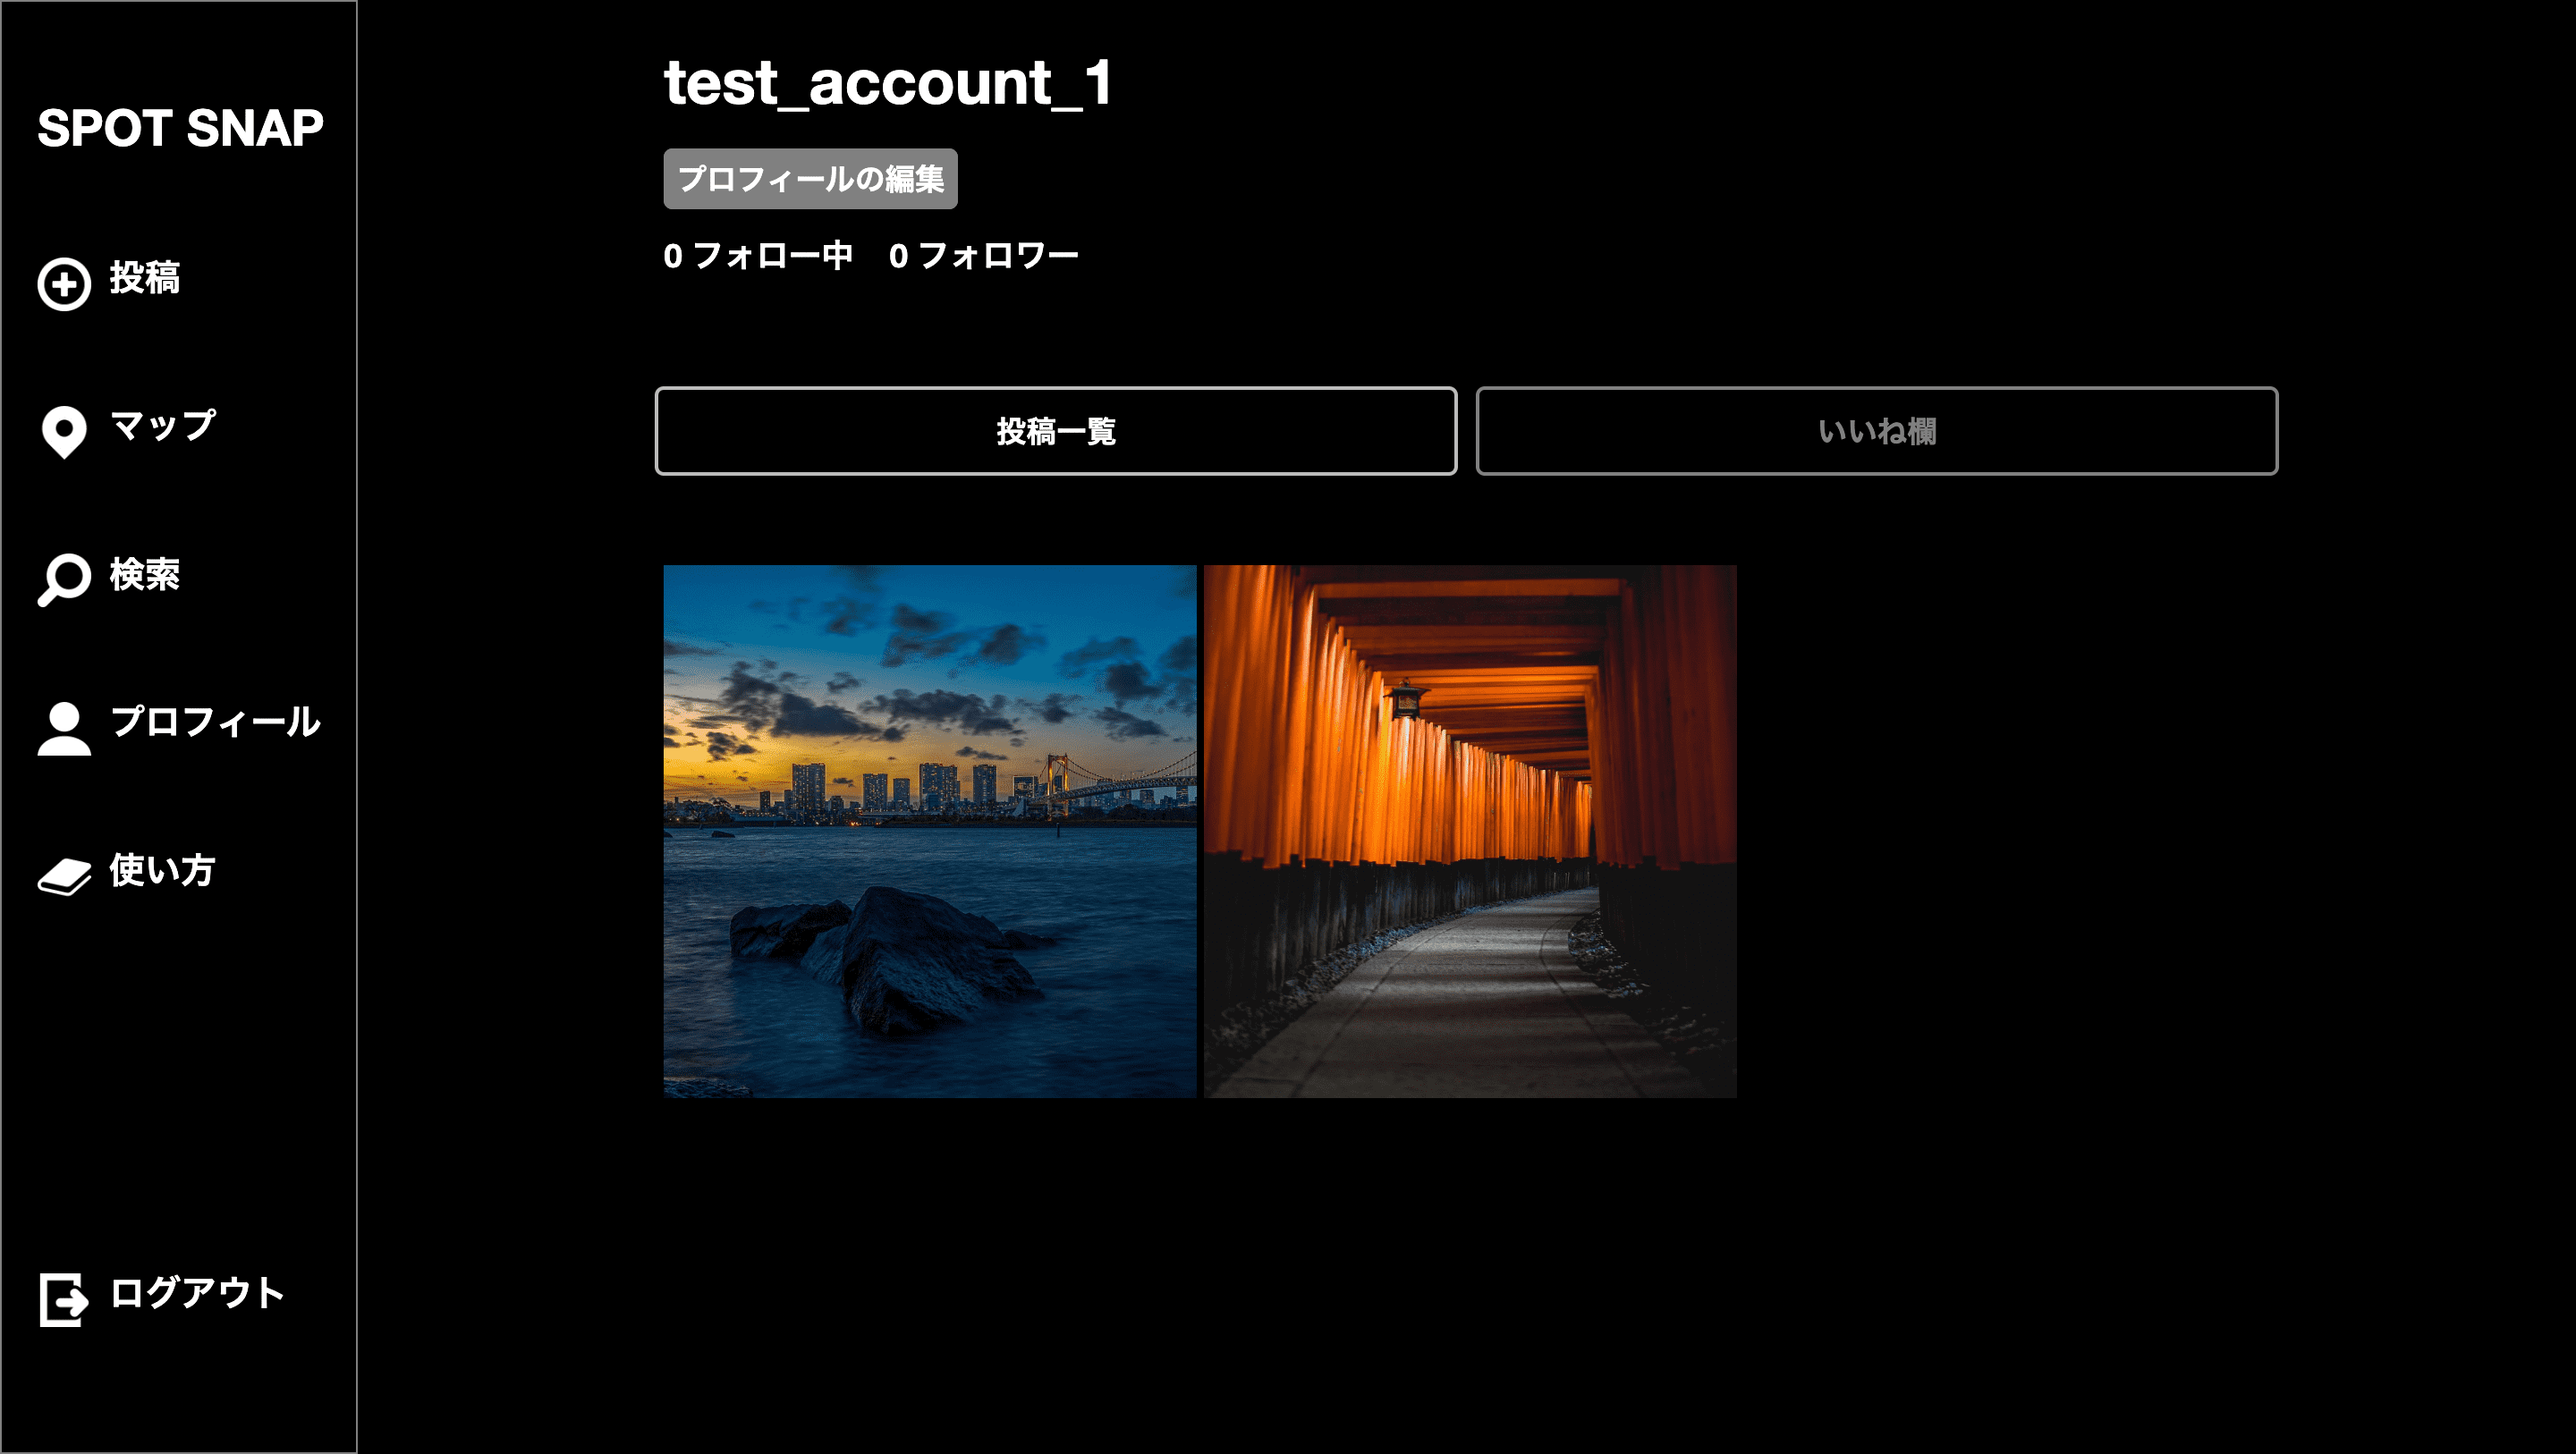 SPOT SNAP
投稿
マップ
検索
プロフィール
使い方
ログアウト
test_account_1
プロフィールの編集
0 フォロー中 0 フォロワー
投稿一覧
いいね欄